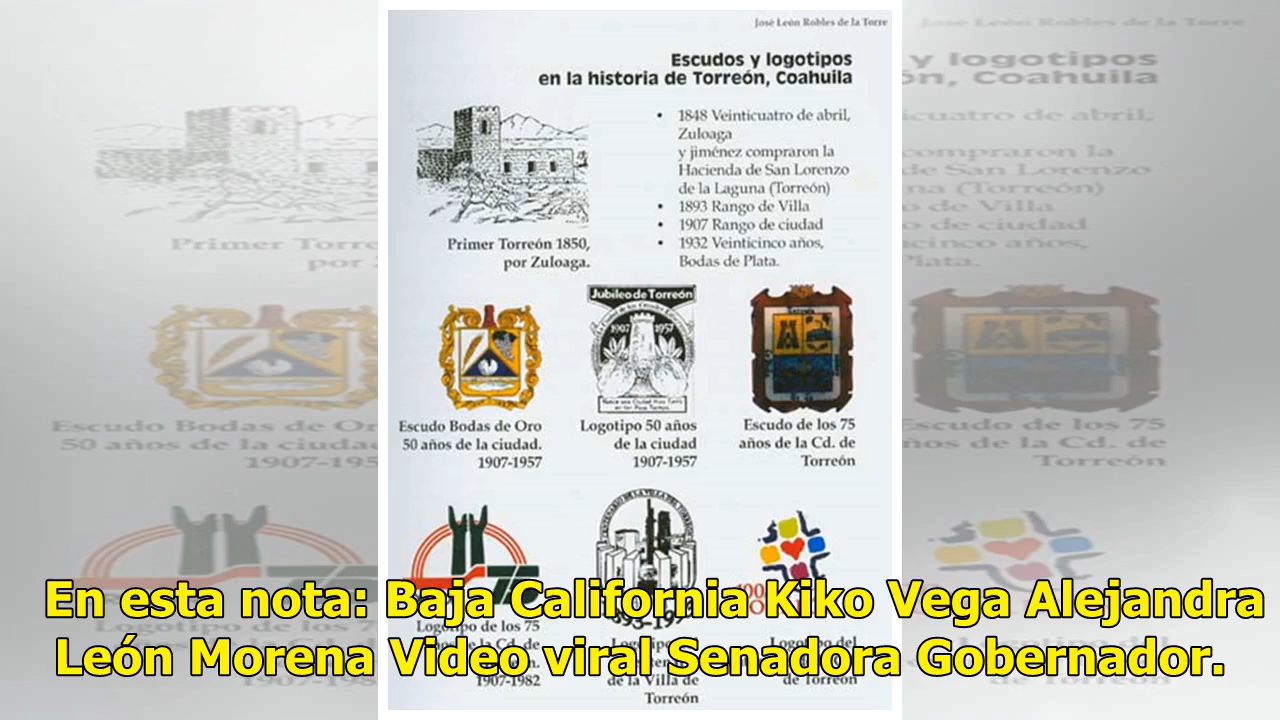 José León Robles de la Torre
Escudos y logotipos
en la historia de Torreón, Coahuila
• 1848 Veinticuatro de abril,
Zuloaga
y jiménez compraron la
Hacienda de San Lorenzo
de la Laguna (Torreón)
• 1893 Rango de Villa
• 1907 Rango de ciudad
• 1932 Veinticinco años,
Bodas de Plata.
Primer Torreón 1850,
por Zuloaga.
Jubileo de Torreón
1907 1957
Escudo Bodas de Oro
50 años de la ciudad.
1907-1957
Logotipo 50 años
de la ciudad
1907-1957
Escudo de los 75
años de la Cd. de
Torreón
En esta nota: Baja California Kiko Vega Alejandra
León Morena Video viral Senadora Gobernador.
Logotipo de los 75
1907-1982
de la Villa de
Torreón
Logotipo del
de Torreón